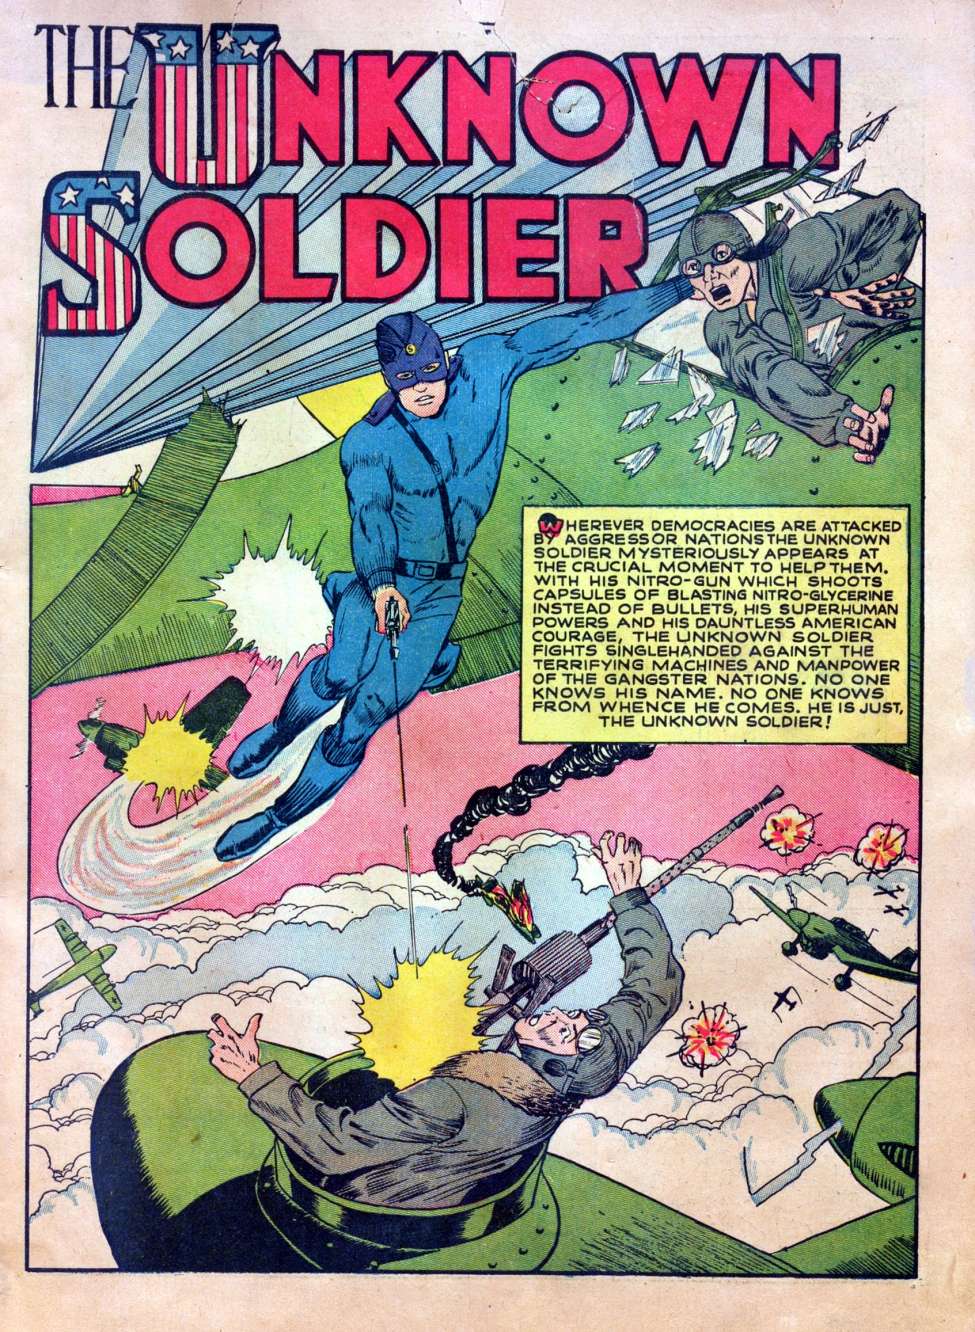 THE UNKNOWN
SOLDIER
WHEREVER DEMOCRACIES ARE ATTACKED
BY AGGRESSOR NATIONS THE UNKNOWN
SOLDIER MYSTERIOUSLY APPEARS AT
THE CRUCIAL MOMENT TO HELP THEM.
WITH HIS NITRO-GUN WHICH SHOOTS
CAPSULES OF BLASTING NITRO-GLYCERINE
INSTEAD OF BULLETS, HIS SUPERHUMAN
POWERS AND HIS DAUNTLESS AMERICAN
COURAGE, THE UNKNOWN SOLDIER
FIGHTS SINGLEHANDED AGAINST THE
TERRIFYING MACHINES AND MANPOWER
OF THE GANGSTER NATIONS. NO ONE
KNOWS HIS NAME. NO ONE KNOWS
FROM WHENCE HE COMES. HE IS JUST,
THE UNKNOWN SOLDIER!